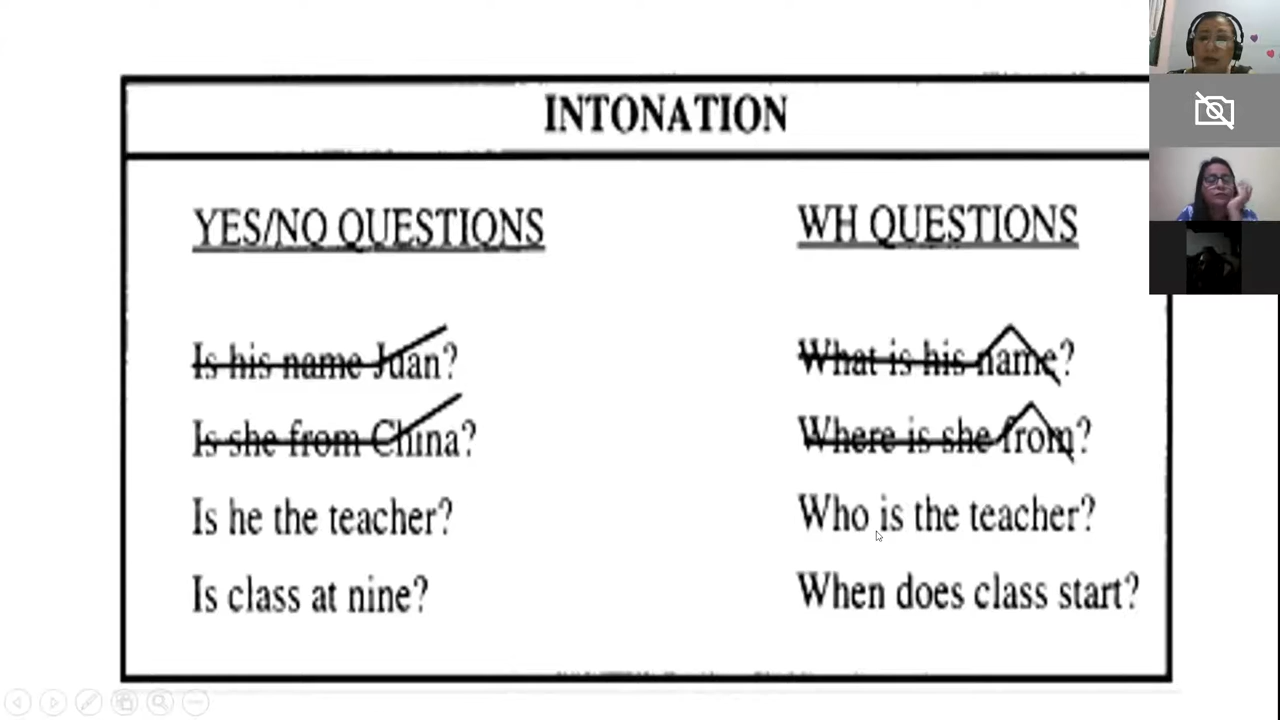 INTONATION
YES/NO QUESTIONS
Is his name Juan?
Is she from China?
Is he the teacher?
Is class at nine?
WH QUESTIONS
What is his name?
Where is she from?
Who is the teacher?
When does class start?